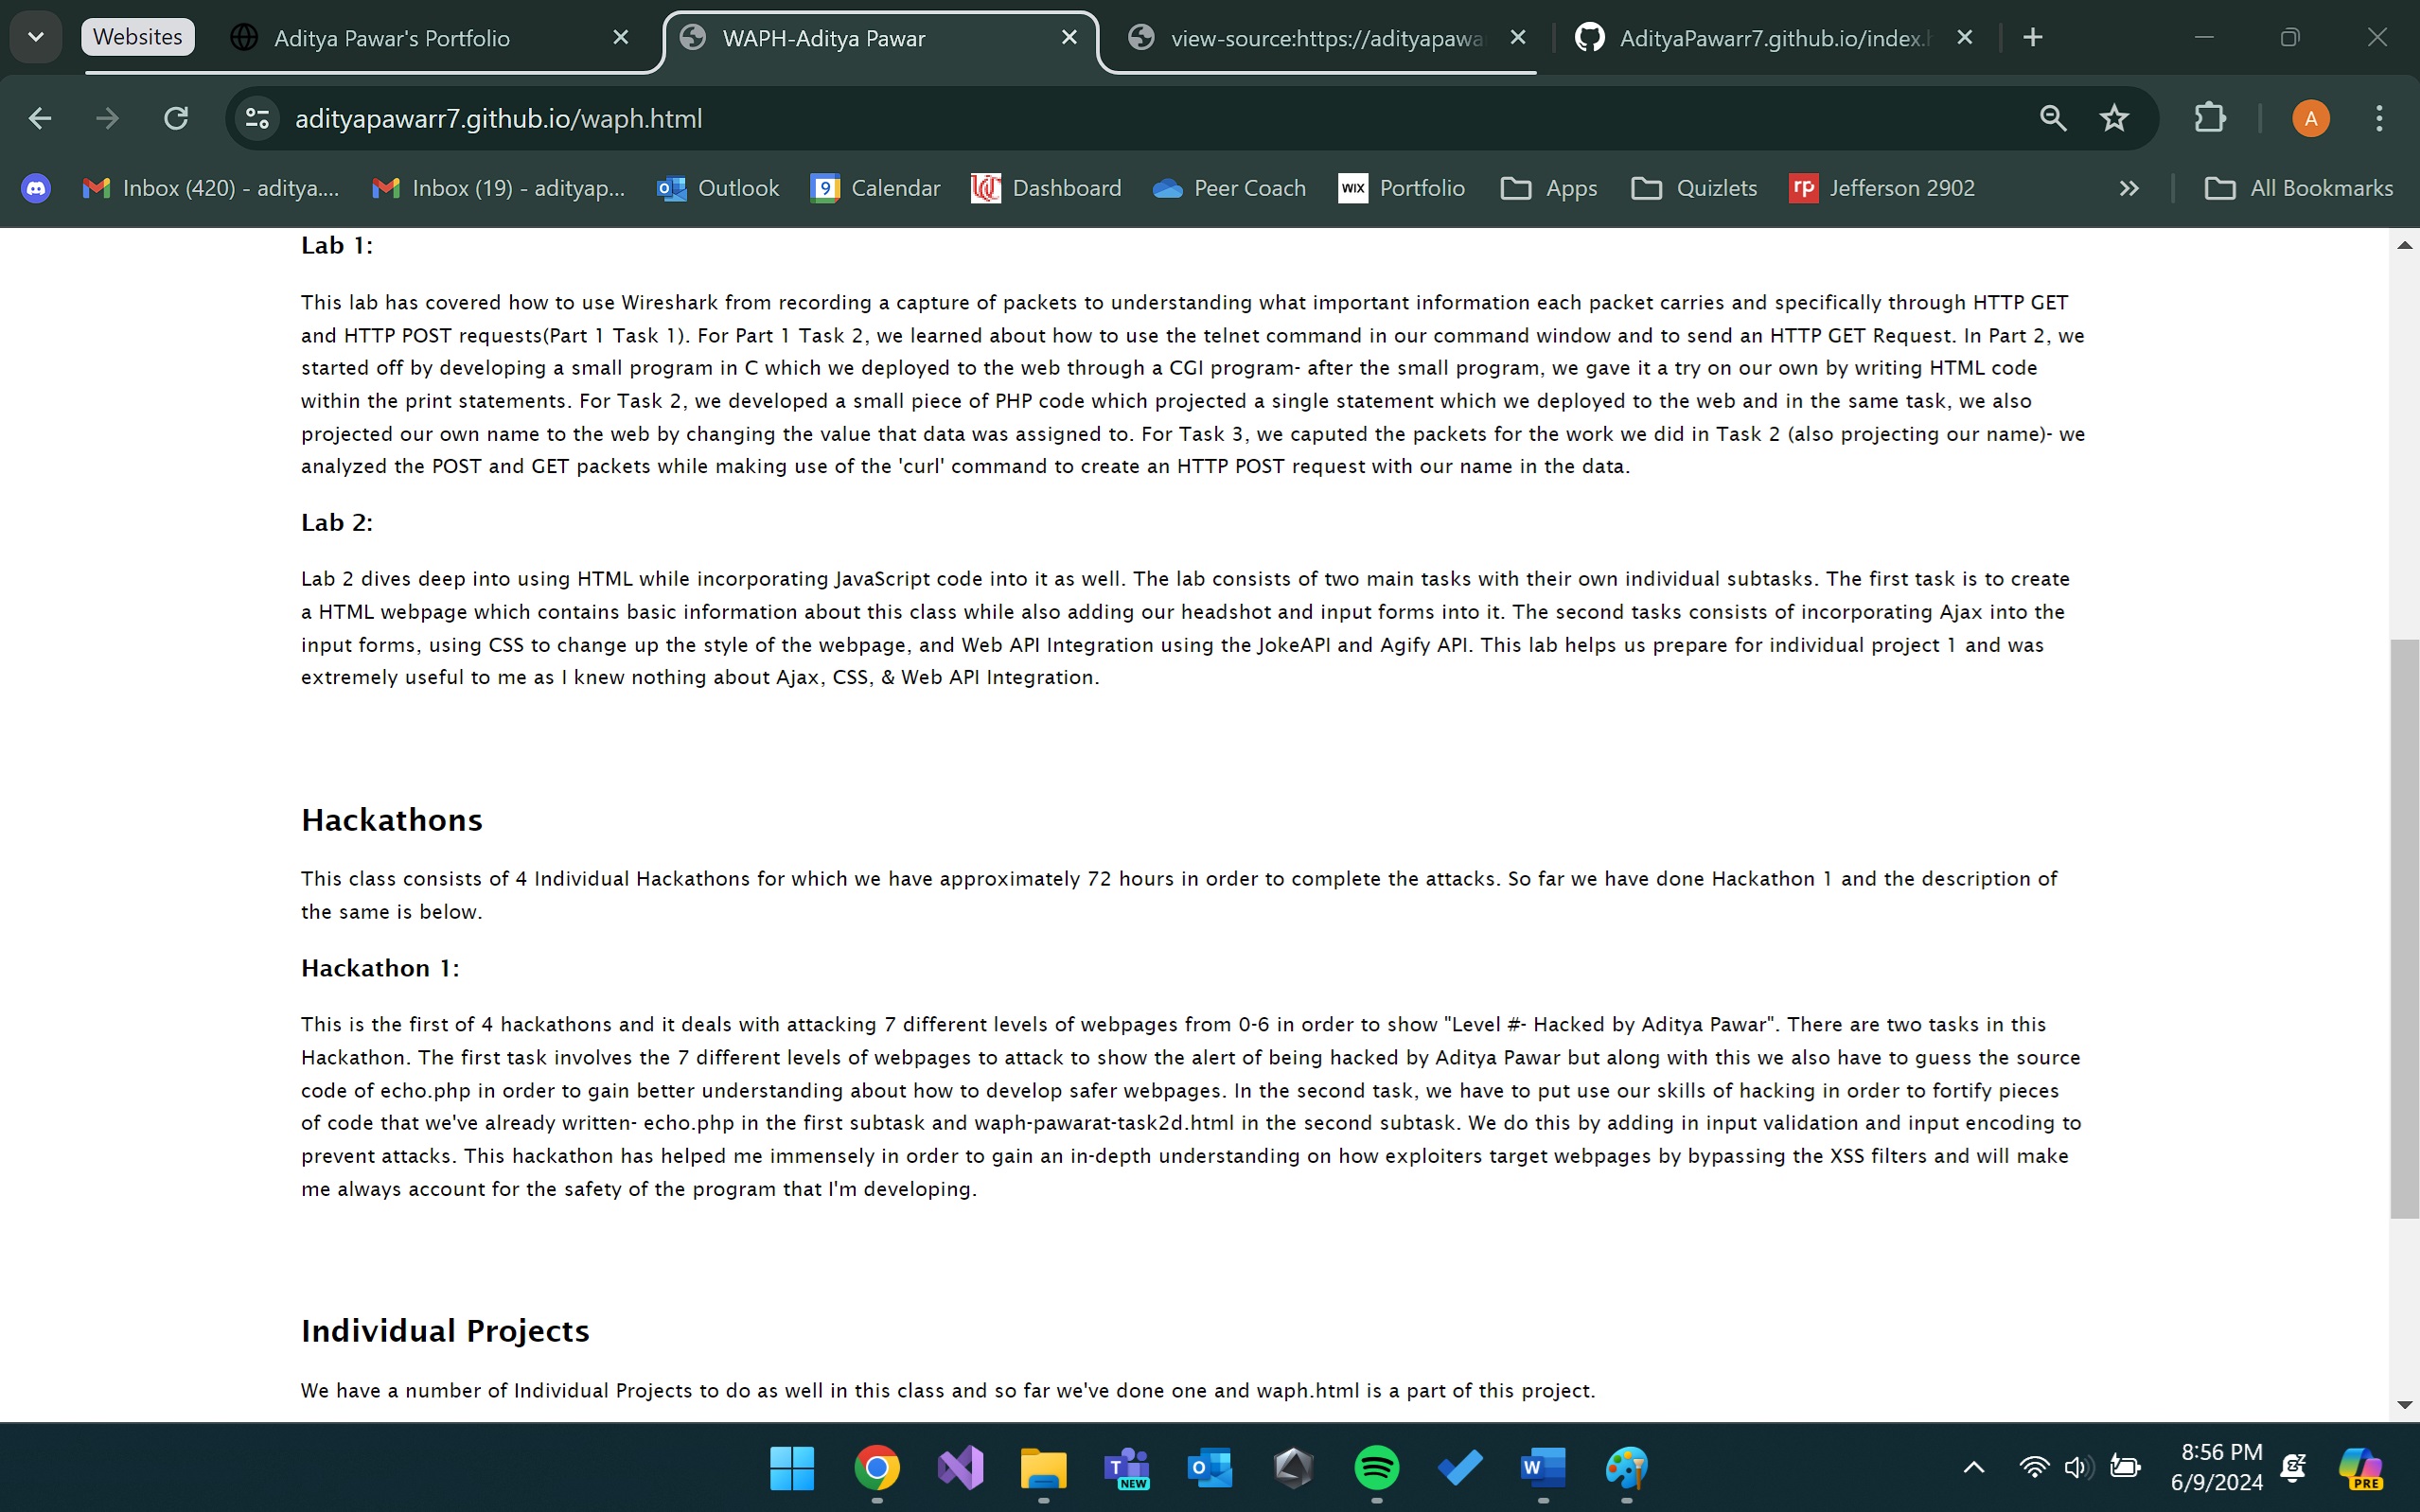 Websites
Aditya Pawar's Portfolio
WAPH-Aditya Pawar
view-source:https://adityapawa
AdityaPawarr7.github.io/index.h
adityapawarr7.github.io/waph.html
A
Inbox (420) - aditya....
Inbox (19) - adityap...
Outlook
9
Calendar
Dashboard
Peer Coach
WIX
Portfolio
Apps
Quizlets
rp
Jefferson 2902
All Bookmarks
Lab 1:
This lab has covered how to use Wireshark from recording a capture of packets to understanding what important information each packet carries and specifically through HTTP GET
and HTTP POST requests(Part 1 Task 1). For Part 1 Task 2, we learned about how to use the telnet command in our command window and to send an HTTP GET Request. In Part 2, we
started off by developing a small program in C which we deployed to the web through a CGI program- after the small program, we gave it a try on our own by writing HTML code
within the print statements. For Task 2, we developed a small piece of PHP code which projected a single statement which we deployed to the web and in the same task, we also
projected our own name to the web by changing the value that data was assigned to. For Task 3, we caputed the packets for the work we did in Task 2 (also projecting our name)- we
analyzed the POST and GET packets while making use of the 'curl' command to create an HTTP POST request with our name in the data.
Lab 2:
Lab 2 dives deep into using HTML while incorporating JavaScript code into it as well. The lab consists of two main tasks with their own individual subtasks. The first task is to create
a HTML webpage which contains basic information about this class while also adding our headshot and input forms into it. The second tasks consists of incorporating Ajax into the
input forms, using CSS to change up the style of the webpage, and Web API Integration using the JokeAPI and Agify API. This lab helps us prepare for individual project 1 and was
extremely useful to me as I knew nothing about Ajax, CSS, & Web API Integration.
Hackathons
This class consists of 4 Individual Hackathons for which we have approximately 72 hours in order to complete the attacks. So far we have done Hackathon 1 and the description of
the same is below.
Hackathon 1:
This is the first of 4 hackathons and it deals with attacking 7 different levels of webpages from 0-6 in order to show "Level #- Hacked by Aditya Pawar". There are two tasks in this
Hackathon. The first task involves the 7 different levels of webpages to attack to show the alert of being hacked by Aditya Pawar but along with this we also have to guess the source
code of echo.php in order to gain better understanding about how to develop safer webpages. In the second task, we have to put use our skills of hacking in order to fortify pieces
of code that we've already written- echo.php in the first subtask and waph-pawarat-task2d.html in the second subtask. We do this by adding in input validation and input encoding to
prevent attacks. This hackathon has helped me immensely in order to gain an in-depth understanding on how exploiters target webpages by bypassing the XSS filters and will make
me always account for the safety of the program that I'm developing.
Individual Projects
We have a number of Individual Projects to do as well in this class and so far we've done one and waph.html is a part of this project.
T
NEW
O
W
8:56 PM
6/9/2024
PRE